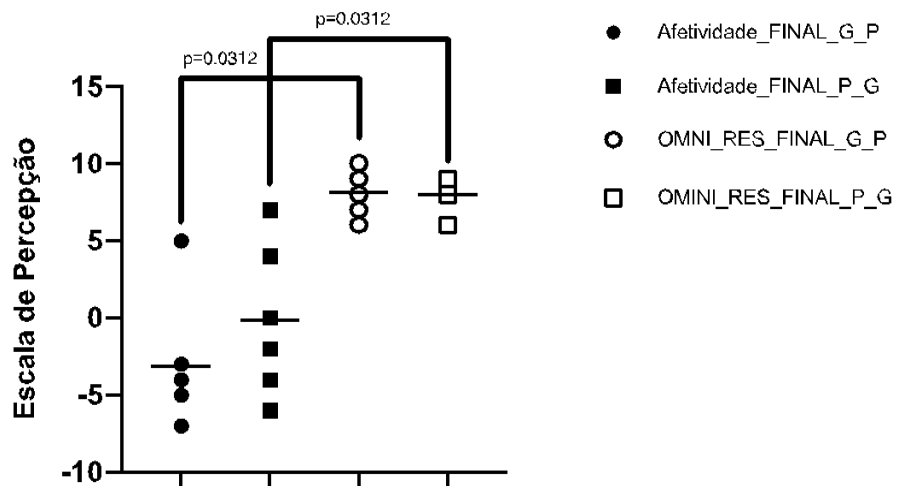 p=0.0312
p=0.0312
Escala de Percepção
15
10
5
0
-5
-10
Afetividade_FINAL_G_P
Afetividade_FINAL_P_G
OMNI_RES_FINAL_G_P
OMINI_RES_FINAL_P_G